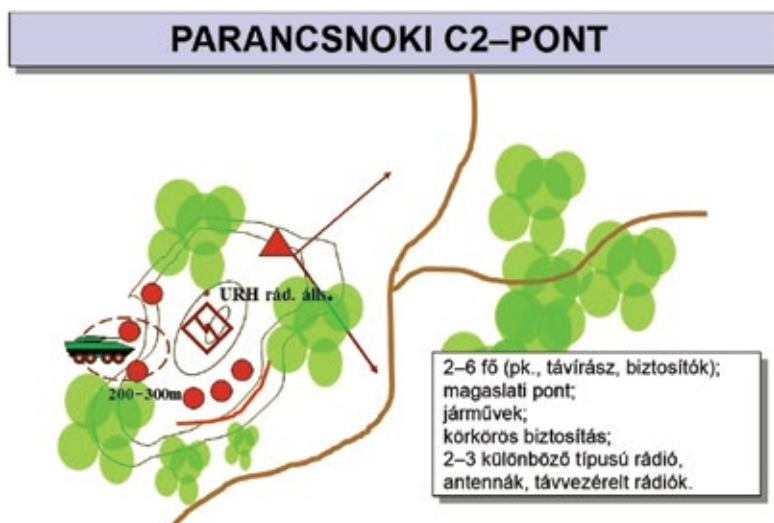 PARANCSNOKI C2–PONT
URH rád. álls.
200-300m
2–6 fő (pk., távírász, biztosítók);
magaslati pont;
járművek;
körkörös biztosítás;
2–3 különböző típusú rádió,
antennák, távvezérelt rádiók.